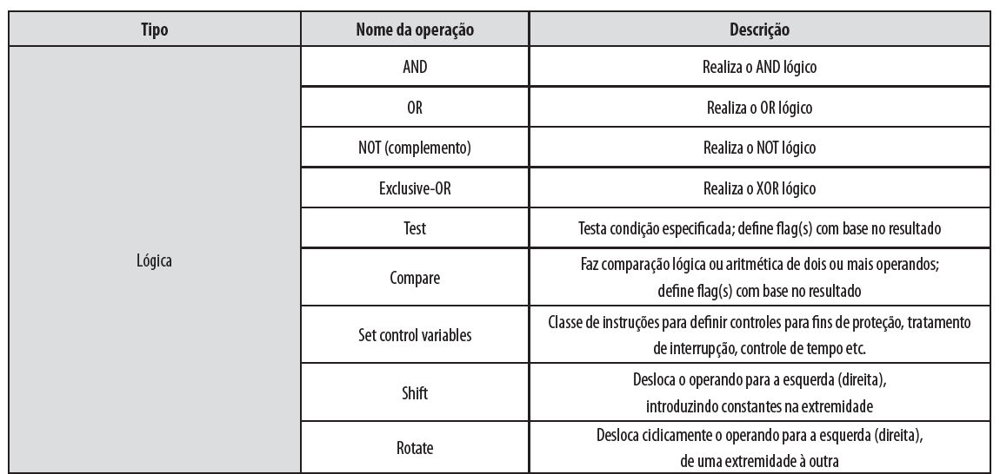 Tipo
Nome da operação
Descrição
Lógica
AND
Realiza o AND lógico
OR
Realiza o OR lógico
NOT (complemento)
Realiza o NOT lógico
Exclusive-OR
Realiza o XOR lógico
Test
Testa condição especificada; define flag(s) com base no resultado
Compare
Faz comparação lógica ou aritmética de dois ou mais operandos;
define flag(s) com base no resultado
Set control variables
Classe de instruções para definir controles para fins de proteção, tratamento
de interrupção, controle de tempo etc.
Shift
Desloca o operando para a esquerda (direita),
introduzindo constantes na extremidade
Rotate
Desloca ciclicamente o operando para a esquerda (direita),
de uma extremidade à outra